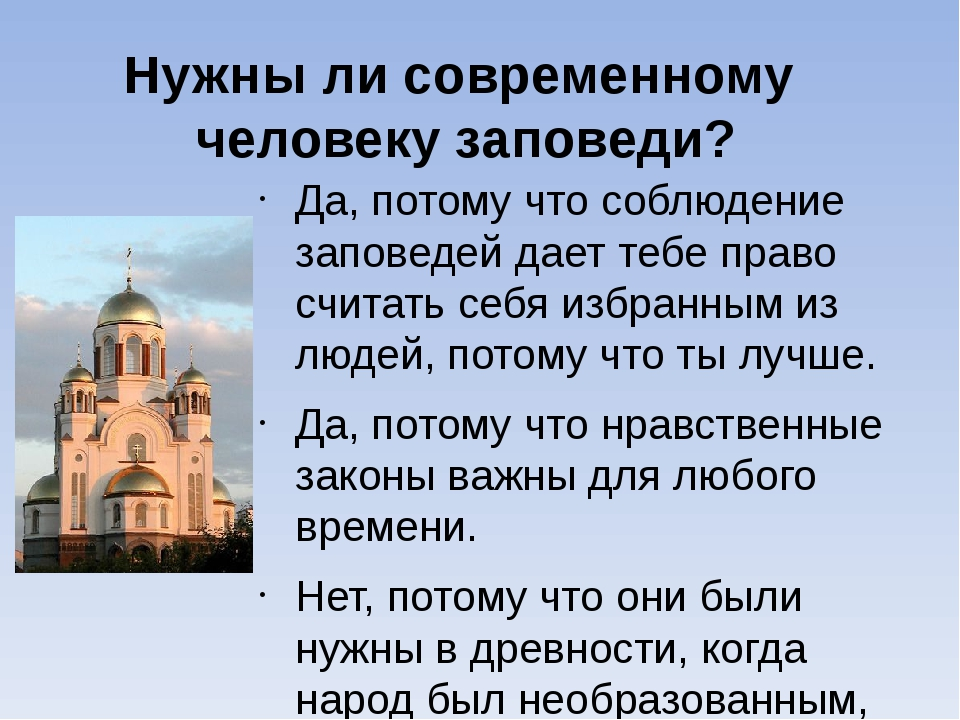 Нужны ли современному
человеку заповеди?
• Да, потому что соблюдение
заповедей дает тебе право
считать себя избранным из
людей, потому что ты лучше.
• Да, потому что нравственные
законы важны для любого
времени.
• Нет, потому что они были
нужны в древности, когда
народ был необразованным,